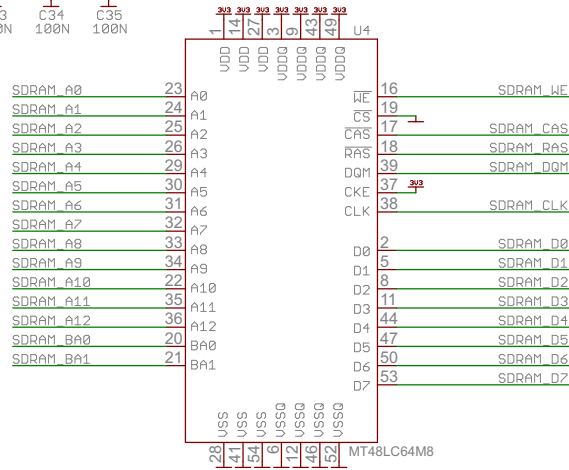 3 C34 C35
N 100N 100N
3V3 3V3 3V3 3V3 3V3 3V3 3V3
1 14 27 3 9 43 49 U4
VDD VDD VDD VDDQ VDDQ VDDQ VDDQ
SDRAM_A0 23 A0 WE 16 SDRAM_WE
SDRAM_A1 24 A1 CS 19
SDRAM_A2 25 A2 CAS 17 SDRAM_CAS
SDRAM_A3 26 A3 RAS 18 SDRAM_RAS
SDRAM_A4 29 A4 DQM 39 SDRAM_DQM
SDRAM_A5 30 A5 CKE 37 3V3
SDRAM_A6 31 A6 CLK 38 SDRAM_CLK
SDRAM_A7 32 A7
SDRAM_A8 33 A8 D0 2 SDRAM_D0
SDRAM_A9 34 A9 D1 5 SDRAM_D1
SDRAM_A10 22 A10 D2 8 SDRAM_D2
SDRAM_A11 35 A11 D3 11 SDRAM_D3
SDRAM_A12 36 A12 D4 44 SDRAM_D4
SDRAM_BA0 20 BA0 D5 47 SDRAM_D5
SDRAM_BA1 21 BA1 D6 50 SDRAM_D6
D7 53 SDRAM_D7
VSS VSS VSS VSSQ VSSQ VSSQ VSSQ
28 41 54 6 12 46 52 MT48LC64M8